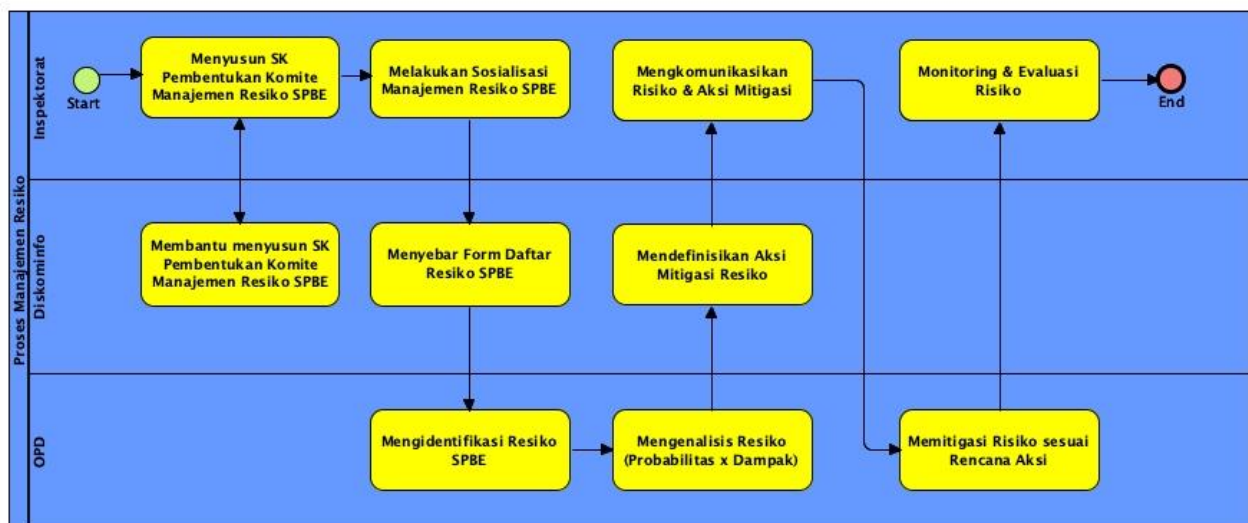 Proses Manajemen Resiko
Inspektorat
Start
Menyusun SK
Pembentukan Komite
Manajemen Resiko SPBE
Melakukan Sosialisasi
Manajemen Resiko SPBE
Mengkomunikasikan
Risiko & Aksi Mitigasi
Monitoring & Evaluasi
Risiko
End
Diskominfo
Membantu menyusun SK
Pembentukan Komite
Manajemen Resiko SPBE
Menyebar Form Daftar
Resiko SPBE
Mendefinisikan Aksi
Mitigasi Resiko
OPD
Mengidentifikasi Resiko
SPBE
Mengenalisis Resiko
(Probabilitas x Dampak)
Memitigasi Risiko sesuai
Rencana Aksi